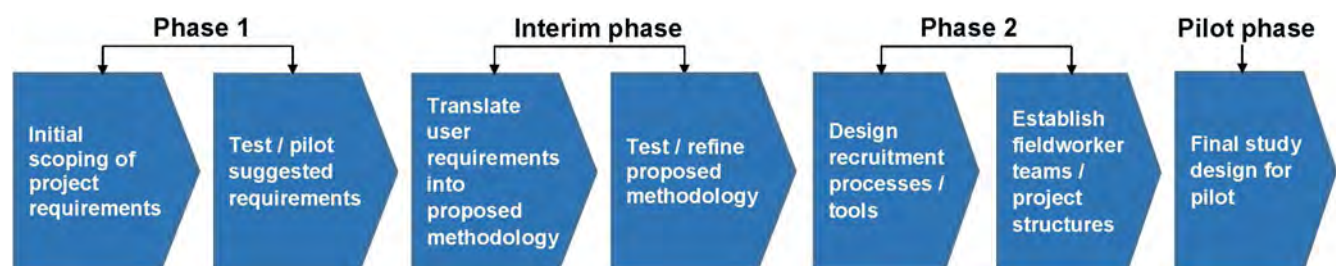 Phase 1
Interim phase
Phase 2
Pilot phase
Initial
scoping of
project
requirements
Test / pilot
suggested
requirements
Translate
user
requirements
into
proposed
methodology
Test / refine
proposed
methodology
Design
recruitment
processes /
tools
Establish
fieldworker
teams /
project
structures
Final study
design for
pilot